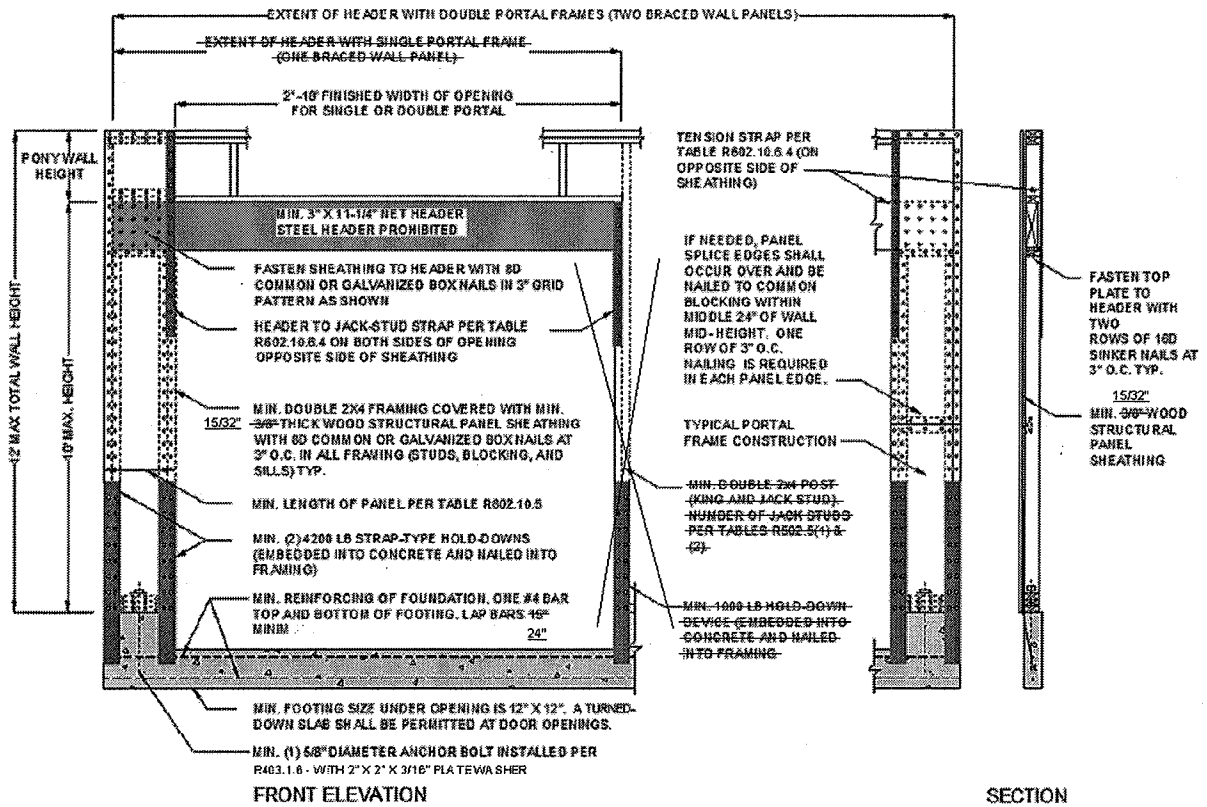 EXTENT OF HEADER WITH DOUBLE PORTAL FRAMES (TWO BRACED WALL PANELS)
EXTENT OF HEADER WITH SINGLE PORTAL FRAME
(ONE BRACED WALL PANEL)
2'-18' FINISHED WIDTH OF OPENING
FOR SINGLE OR DOUBLE PORTAL
PONY WALL
HEIGHT
12' MAX TOTAL WALL HEIGHT
10' MAX. HEIGHT
MIN. 3" X 11-1/4" NET HEADER
STEEL HEADER PROHIBITED
FASTEN SHEATHING TO HEADER WITH 8D
COMMON OR GALVANIZED BOX NAILS IN 3" GRID
PATTERN AS SHOWN
HEADER TO JACK-STUD STRAP PER TABLE
R602.10.6.4 ON BOTH SIDES OF OPENING
OPPOSITE SIDE OF SHEATHING
MIN. DOUBLE 2X4 FRAMING COVERED WITH MIN.
15/32" 3/8" THICK WOOD STRUCTURAL PANEL SHEATHING
WITH 8D COMMON OR GALVANIZED BOX NAILS AT
3" O.C. IN ALL FRAMING (STUDS, BLOCKING, AND
SILLS) TYP.
MIN. LENGTH OF PANEL PER TABLE R602.10.5
MIN. (2) 4200 LB STRAP-TYPE HOLD-DOWNS
(EMBEDDED INTO CONCRETE AND NAILED INTO
FRAMING)
MIN. REINFORCING OF FOUNDATION, ONE #4 BAR
TOP AND BOTTOM OF FOOTING. LAP BARS 15"
MINIM
24"
MIN. FOOTING SIZE UNDER OPENING IS 12" X 12". A TURNED-
DOWN SLAB SHALL BE PERMITTED AT DOOR OPENINGS.
MIN. (1) 5/8" DIAMETER ANCHOR BOLT INSTALLED PER
R403.1.6 - WITH 2" X 2" X 3/16" PLATEWASHER
FRONT ELEVATION
TENSION STRAP PER
TABLE R602.10.6.4 (ON
OPPOSITE SIDE OF
SHEATHING)
IF NEEDED, PANEL
SPLICE EDGES SHALL
OCCUR OVER AND BE
NAILED TO COMMON
BLOCKING WITHIN
MIDDLE 24" OF WALL
MID-HEIGHT. ONE
ROW OF 3" O.C.
NAILING IS REQUIRED
IN EACH PANEL EDGE.
TYPICAL PORTAL
FRAME CONSTRUCTION
MIN. DOUBLE 2x4 POST
(KING AND JACK STUD).
NUMBER OF JACK STUDS
PER TABLES R502.5(1) &
(2).
MIN. 1000 LB HOLD-DOWN
DEVICE (EMBEDDED INTO
CONCRETE AND NAILED
INTO FRAMING
FASTEN TOP
PLATE TO
HEADER WITH
TWO
ROWS OF 16D
SINKER NAILS AT
3" O.C. TYP.
15/32"
MIN. 3/8" WOOD
STRUCTURAL
PANEL
SHEATHING
SECTION